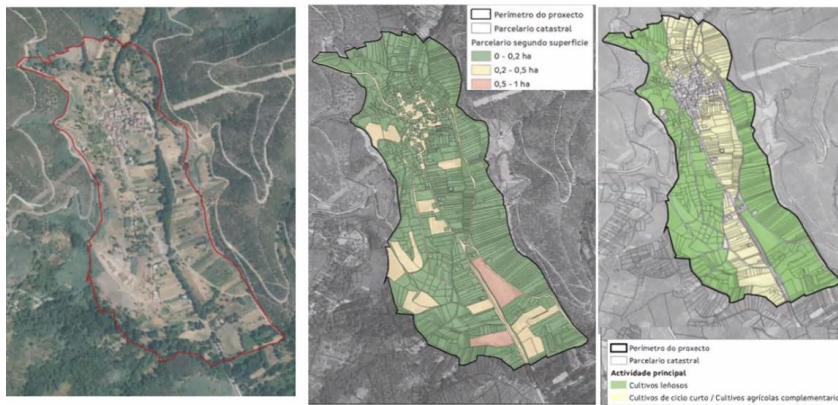 Perímetro do proxecto
Parcelario catastral
Parcelario segundo superficie
0 - 0,2 ha
0,2 - 0,5 ha
0,5 - 1 ha
Perímetro do proxecto
Parcelario catastral
Actividade principal
Cultivos leñosos
Cultivos de ciclo curto / Cultivos agrícolas complementario